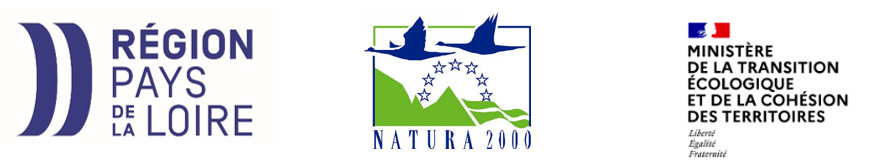 RÉGION
PAYS
DE LA LOIRE
NATURA 2000
MINISTÈRE
DE LA TRANSITION
ÉCOLOGIQUE
ET DE LA COHÉSION
DES TERRITOIRES
Liberté
Égalité
Fraternité